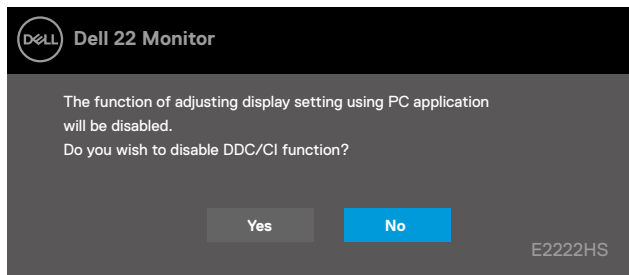 DELL Dell 22 Monitor
The function of adjusting display setting using PC application
will be disabled.
Do you wish to disable DDC/CI function?
Yes No
E2222HS